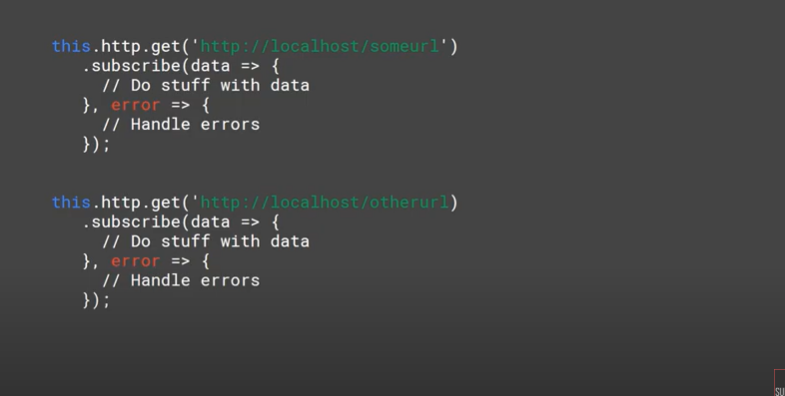 this.http.get('http://localhost/someurl')
.subscribe(data => {
// Do stuff with data
}, error => {
// Handle errors
});
this.http.get('http://localhost/otherurl)
.subscribe(data => {
// Do stuff with data
}, error => {
// Handle errors
});
SU